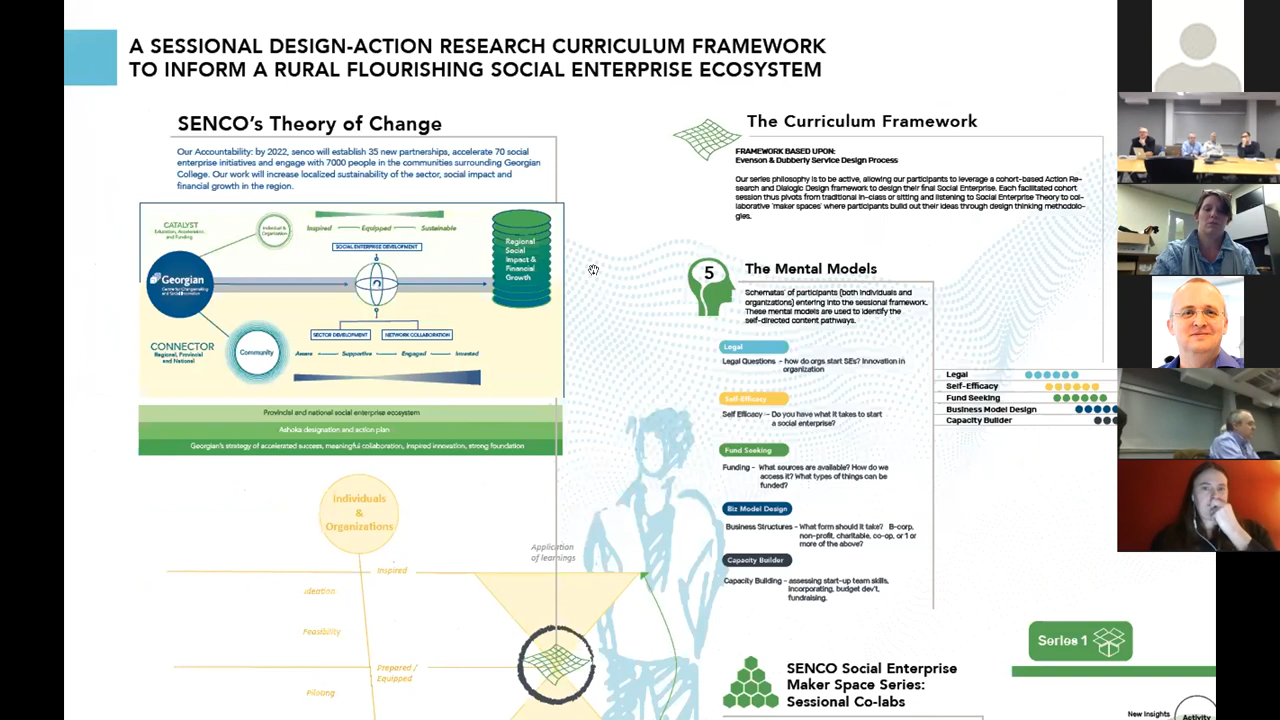 A SESSIONAL DESIGN-ACTION RESEARCH CURRICULUM FRAMEWORK
TO INFORM A RURAL FLOURISHING SOCIAL ENTERPRISE ECOSYSTEM
SENCO's Theory of Change
Our Accountability: by 2022, senco will establish 35 new partnerships, accelerate 70 social
enterprise initiatives and engage with 7000 people in the communities surrounding Georgian
College. Our work will increase localized sustainability of the sector, social impact and
financial growth in the region.
CATALYST
Education, Acceleration,
and Funding
Individual &
Organization
Inspired
Equipped
Sustainable
SOCIAL ENTERPRISE DEVELOPMENT
Regional
Social
Impact &
Financial
Growth
Georgian
CONNECTOR
Regional, Provincial
and National
Community
SECTOR DEVELOPMENT
NETWORK COLLABORATION
Aware
Supportive
Engaged
Invested
Provincial and national social enterprise ecosystem
Ashoka designation and action plan
Georgian's strategy of accelerated success, meaningful collaboration, inspired innovation, strong foundation
Individuals
&
Organizations
Application
of learnings
Inspired
Ideation
Feasibility
Prepared /
Equipped
Piloting
The Curriculum Framework
FRAMEWORK BASED UPON:
Evenson & Dubberly Service Design Process
Our series philosophy is to be active, allowing our participants to leverage a cohort-based Action Re-
search and Dialogic Design framework to design their final Social Enterprise. Each facilitated cohort
session thus pivots from traditional in-class or sitting and listening to Social Enterprise Theory to col-
laborative 'maker spaces' where participants build out their ideas through design thinking methodolo-
gies.
5
The Mental Models
Schematas' of participants (both individuals and
organizations) entering into the sessional framework.
These mental models are used to identify the
self-directed content pathways.
Legal
Legal Questions – how do orgs start SEs? Innovation in
organization
Self-Efficacy
Self Efficacy – Do you have what it takes to start
a social enterprise?
Fund Seeking
Funding – What sources are available? How do we
access it? What types of things can be
funded?
Biz Model Design
Business Structures – What form should it take? B-corp,
non-profit, charitable, co-op, or 1 or
more of the above?
Capacity Builder
Capacity Building – assessing start-up team skills,
incorporating, budget dev't,
fundraising.
Legal
Self-Efficacy
Fund Seeking
Business Model Design
Capacity Builder
SENCO Social Enterprise
Maker Space Series:
Sessional Co-labs
Series 1
New Insights
Activity